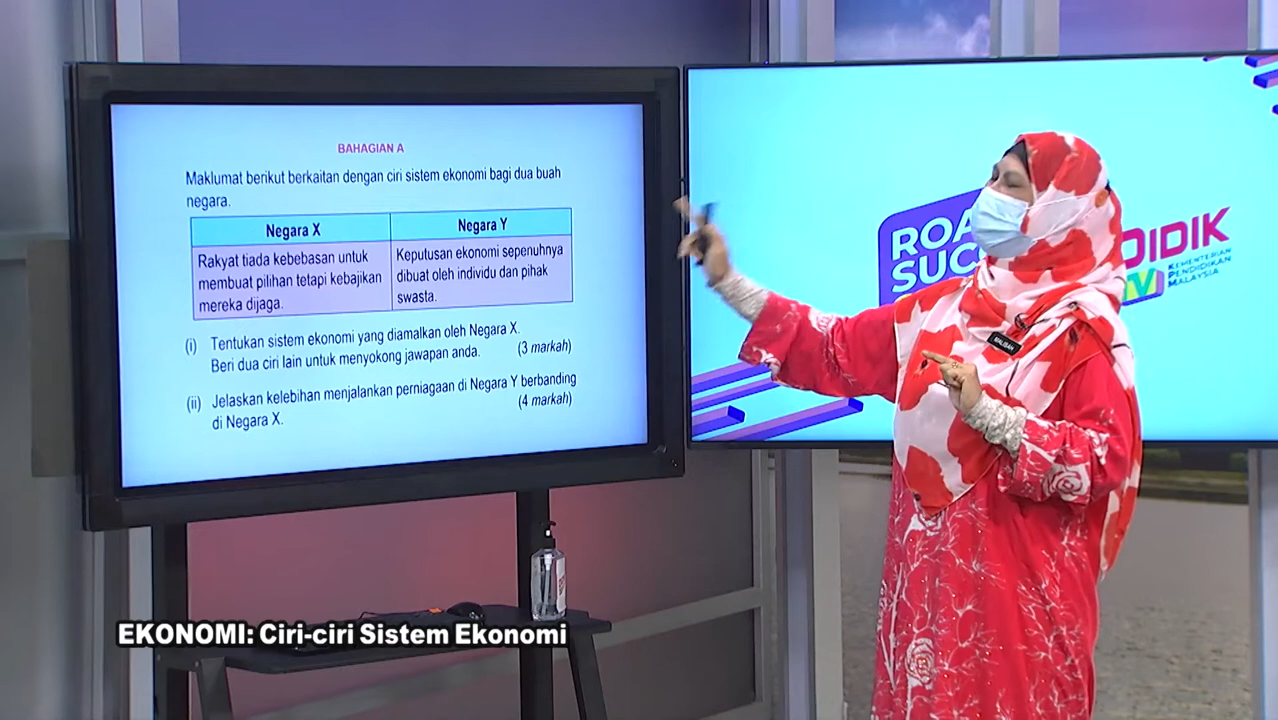 BAHAGIAN A
Maklumat berikut berkaitan dengan ciri sistem ekonomi bagi dua buah
negara.
Negara X
Negara Y
Rakyat tiada kebebasan untuk
membuat pilihan tetapi kebajikan
mereka dijaga.
Keputusan ekonomi sepenuhnya
dibuat oleh individu dan pihak
swasta.
(i) Tentukan sistem ekonomi yang diamalkan oleh Negara X.
Beri dua ciri lain untuk menyokong jawapan anda. (3 markah)
(ii) Jelaskan kelebihan menjalankan perniagaan di Negara Y berbanding
di Negara X. (4 markah)
ROA
SUC
DIDIK
TV
KEMENTERIAN
PENDIDIKAN
MALAYSIA
EKONOMI: Ciri-ciri Sistem Ekonomi